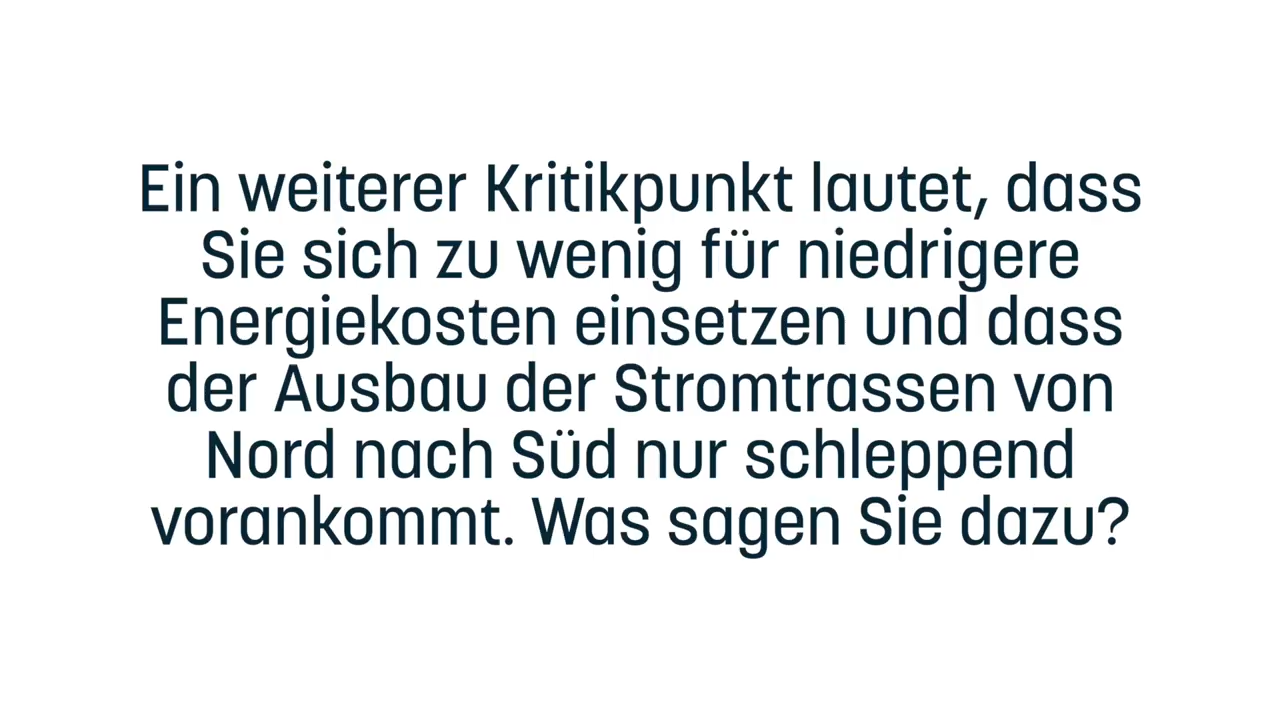 Ein weiterer Kritikpunkt lautet, dass
Sie sich zu wenig für niedrigere
Energiekosten einsetzen und dass
der Ausbau der Stromtrassen von
Nord nach Süd nur schleppend
vorankommt. Was sagen Sie dazu?